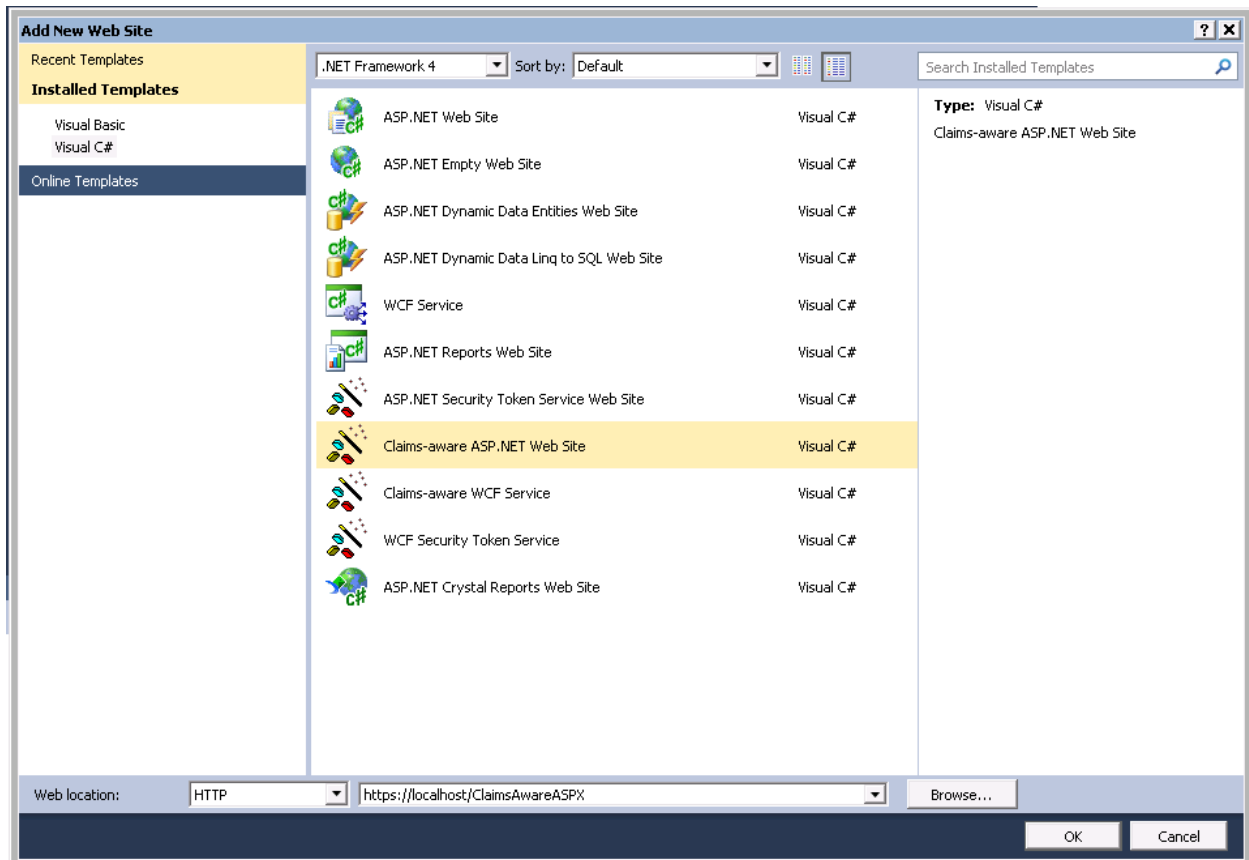 Add New Web Site
Recent Templates
Installed Templates
Visual Basic
Visual C#
Online Templates
.NET Framework 4 Sort by: Default
Search Installed Templates
ASP.NET Web Site Visual C#
ASP.NET Empty Web Site Visual C#
ASP.NET Dynamic Data Entities Web Site Visual C#
ASP.NET Dynamic Data Linq to SQL Web Site Visual C#
WCF Service Visual C#
ASP.NET Reports Web Site Visual C#
ASP.NET Security Token Service Web Site Visual C#
Claims-aware ASP.NET Web Site Visual C#
Claims-aware WCF Service Visual C#
WCF Security Token Service Visual C#
ASP.NET Crystal Reports Web Site Visual C#
Type: Visual C#
Claims-aware ASP.NET Web Site
Web location: HTTP https://localhost/ClaimsAwareASPX Browse...
OK Cancel